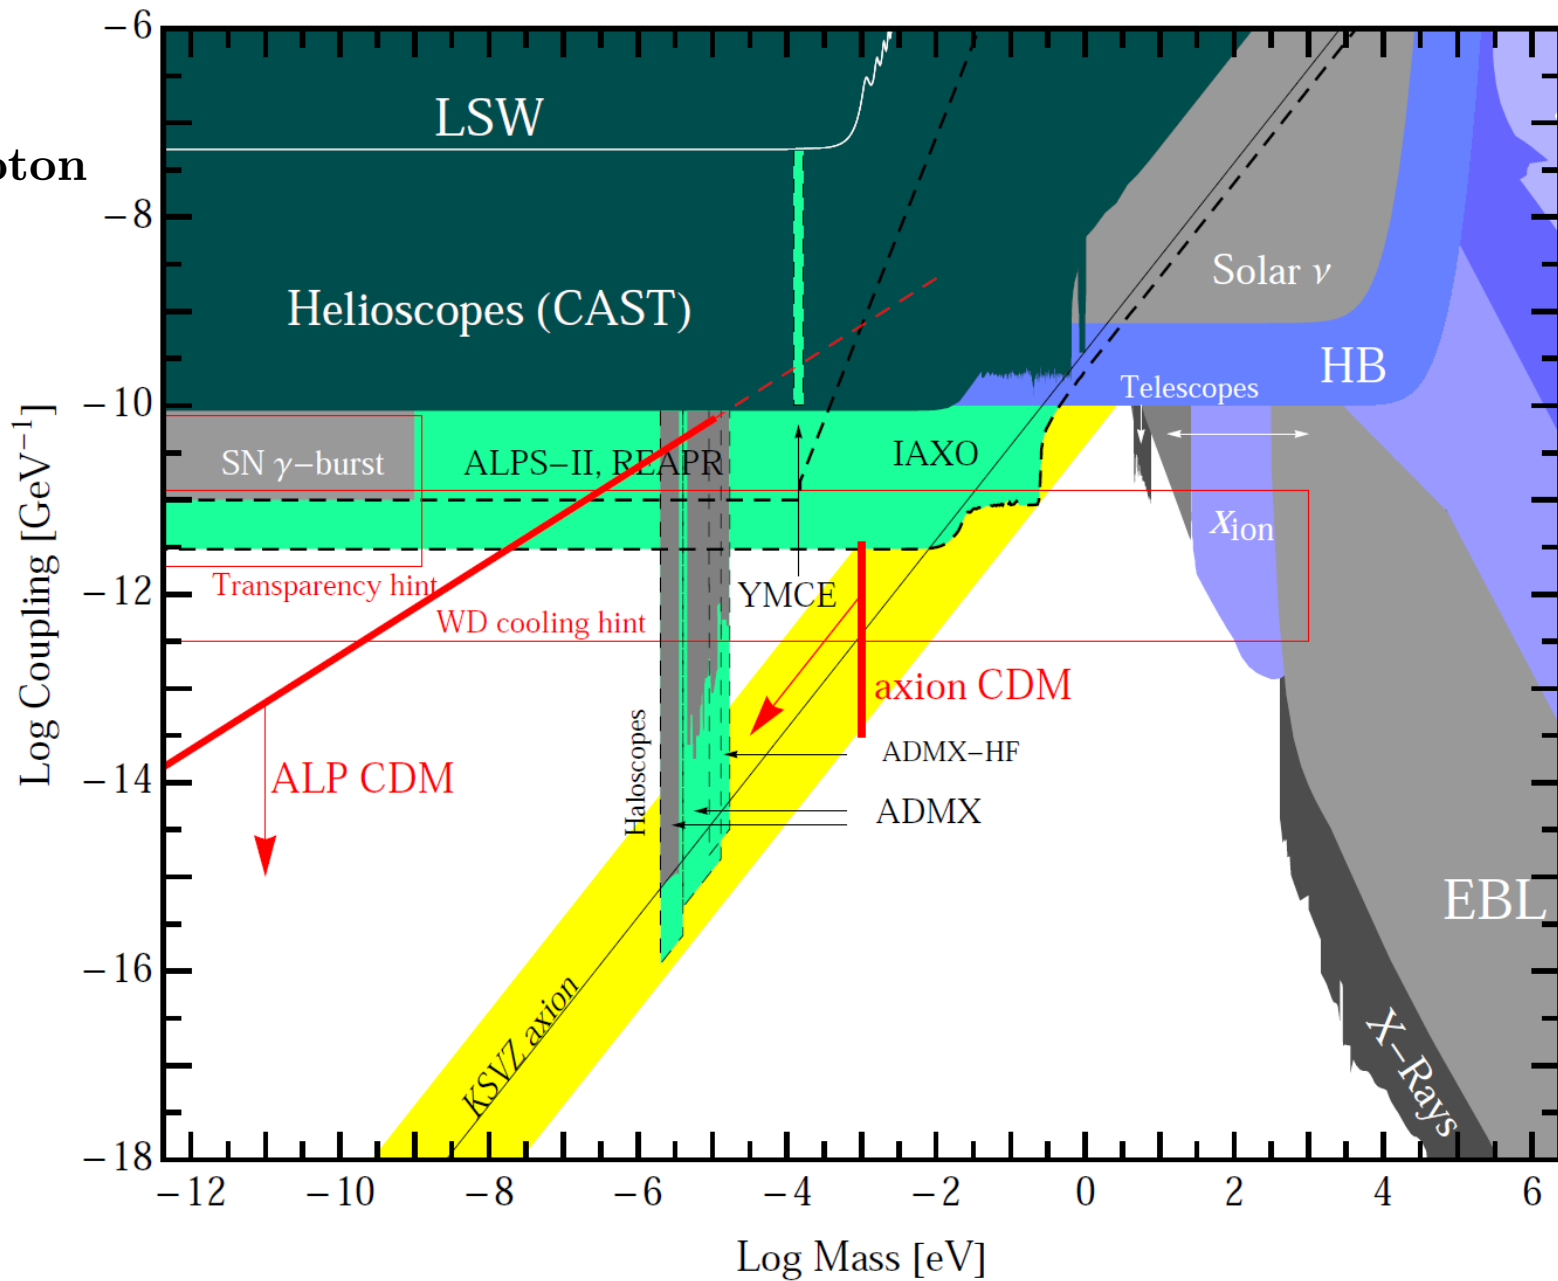 −6
LSW
pton
−8
Solar ν
Helioscopes (CAST)
HB
Telescopes
−10
SN γ−burst
ALPS−II, REAPR
IAXO
Xion
Transparency hint
YMCE
−12
WD cooling hint
axion CDM
Haloscopes
ADMX−HF
−14
ALP CDM
ADMX
EBL
−16
KSVZ axion
X−Rays
−18
Log Coupling [GeV⁻¹]
−12 −10 −8 −6 −4 −2 0 2 4 6
Log Mass [eV]